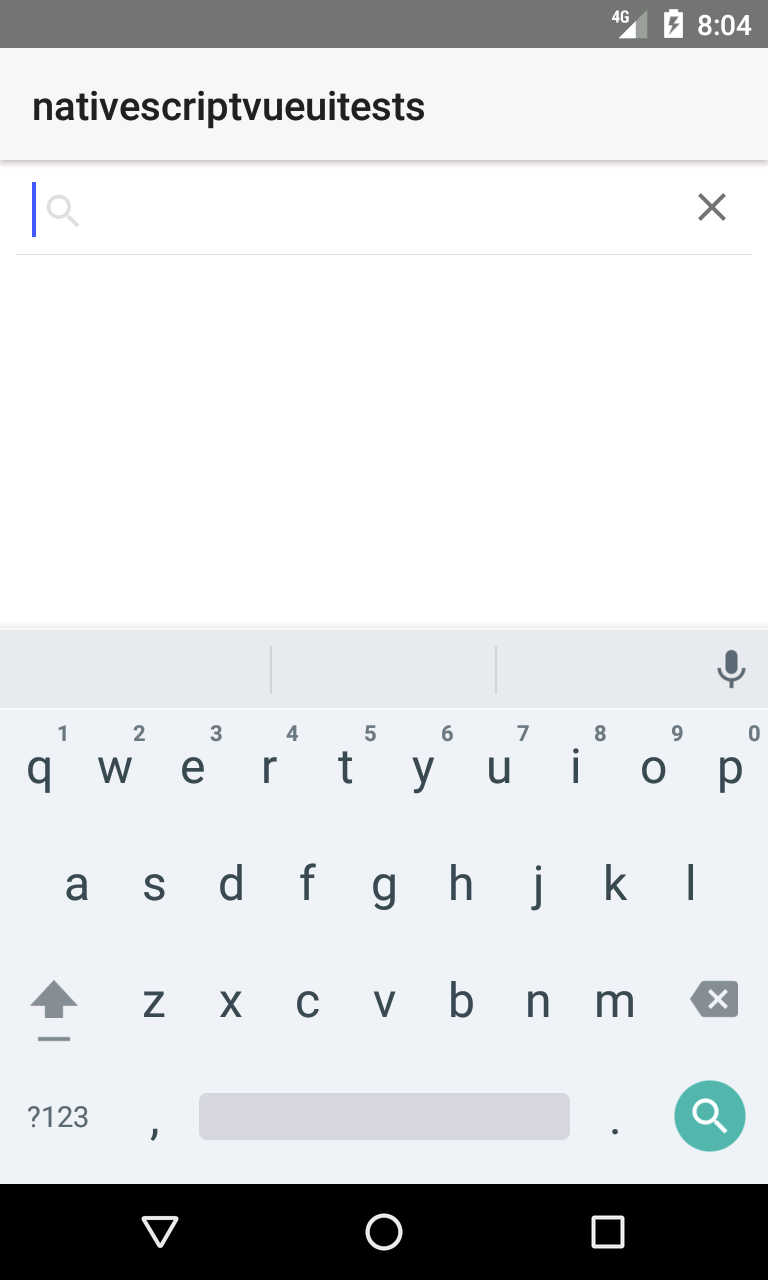 4G 8:04
nativescriptvueuitests
1 2 3 4 5 6 7 8 9 0
q w e r t y u i o p
a s d f g h j k l
z x c v b n m
?123 , .